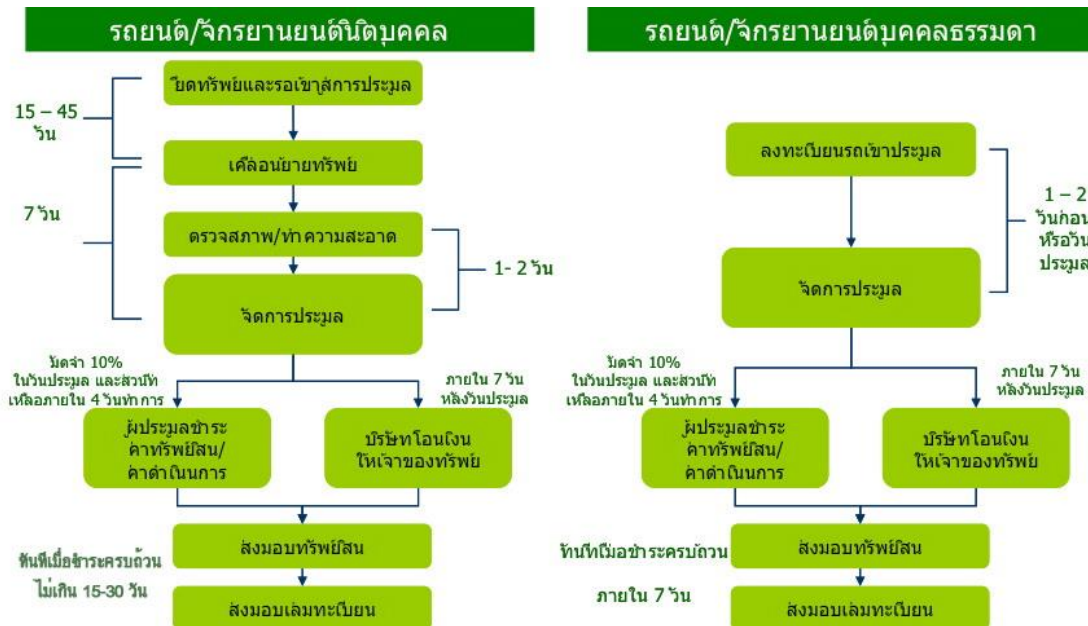 รถยนต์/จักรยานยนต์นิติบุคคล
ยึดทรัพย์และรอเข้าสู่การประมูล
15 – 45
วัน
เคลื่อนย้ายทรัพย์
7 วัน
ตรวจสภาพ/ทำความสะอาด
1- 2 วัน
จัดการประมูล
มัดจำ 10%
ในวันประมูล และส่วนที่
เหลือภายใน 4 วันทำการ
ภายใน 7 วัน
หลังวันประมูล
ผู้ประมูลชำระ
ค่าทรัพย์สิน/
ค่าดำเนินการ
บริษัทโอนเงิน
ให้เจ้าของทรัพย์
ส่งมอบทรัพย์สิน
ทันทีเมื่อชำระครบถ้วน
ไม่เกิน 15-30 วัน
ส่งมอบเล่มทะเบียน
รถยนต์/จักรยานยนต์บุคคลธรรมดา
ลงทะเบียนรถเข้าประมูล
1 – 2
วันก่อน
หรือวัน
ประมูล
จัดการประมูล
มัดจำ 10%
ในวันประมูล และส่วนที่
เหลือภายใน 4 วันทำการ
ภายใน 7 วัน
หลังวันประมูล
ผู้ประมูลชำระ
ค่าทรัพย์สิน/
ค่าดำเนินการ
บริษัทโอนเงิน
ให้เจ้าของทรัพย์
ทันทีเมื่อชำระครบถ้วน
ส่งมอบทรัพย์สิน
ภายใน 7 วัน
ส่งมอบเล่มทะเบียน